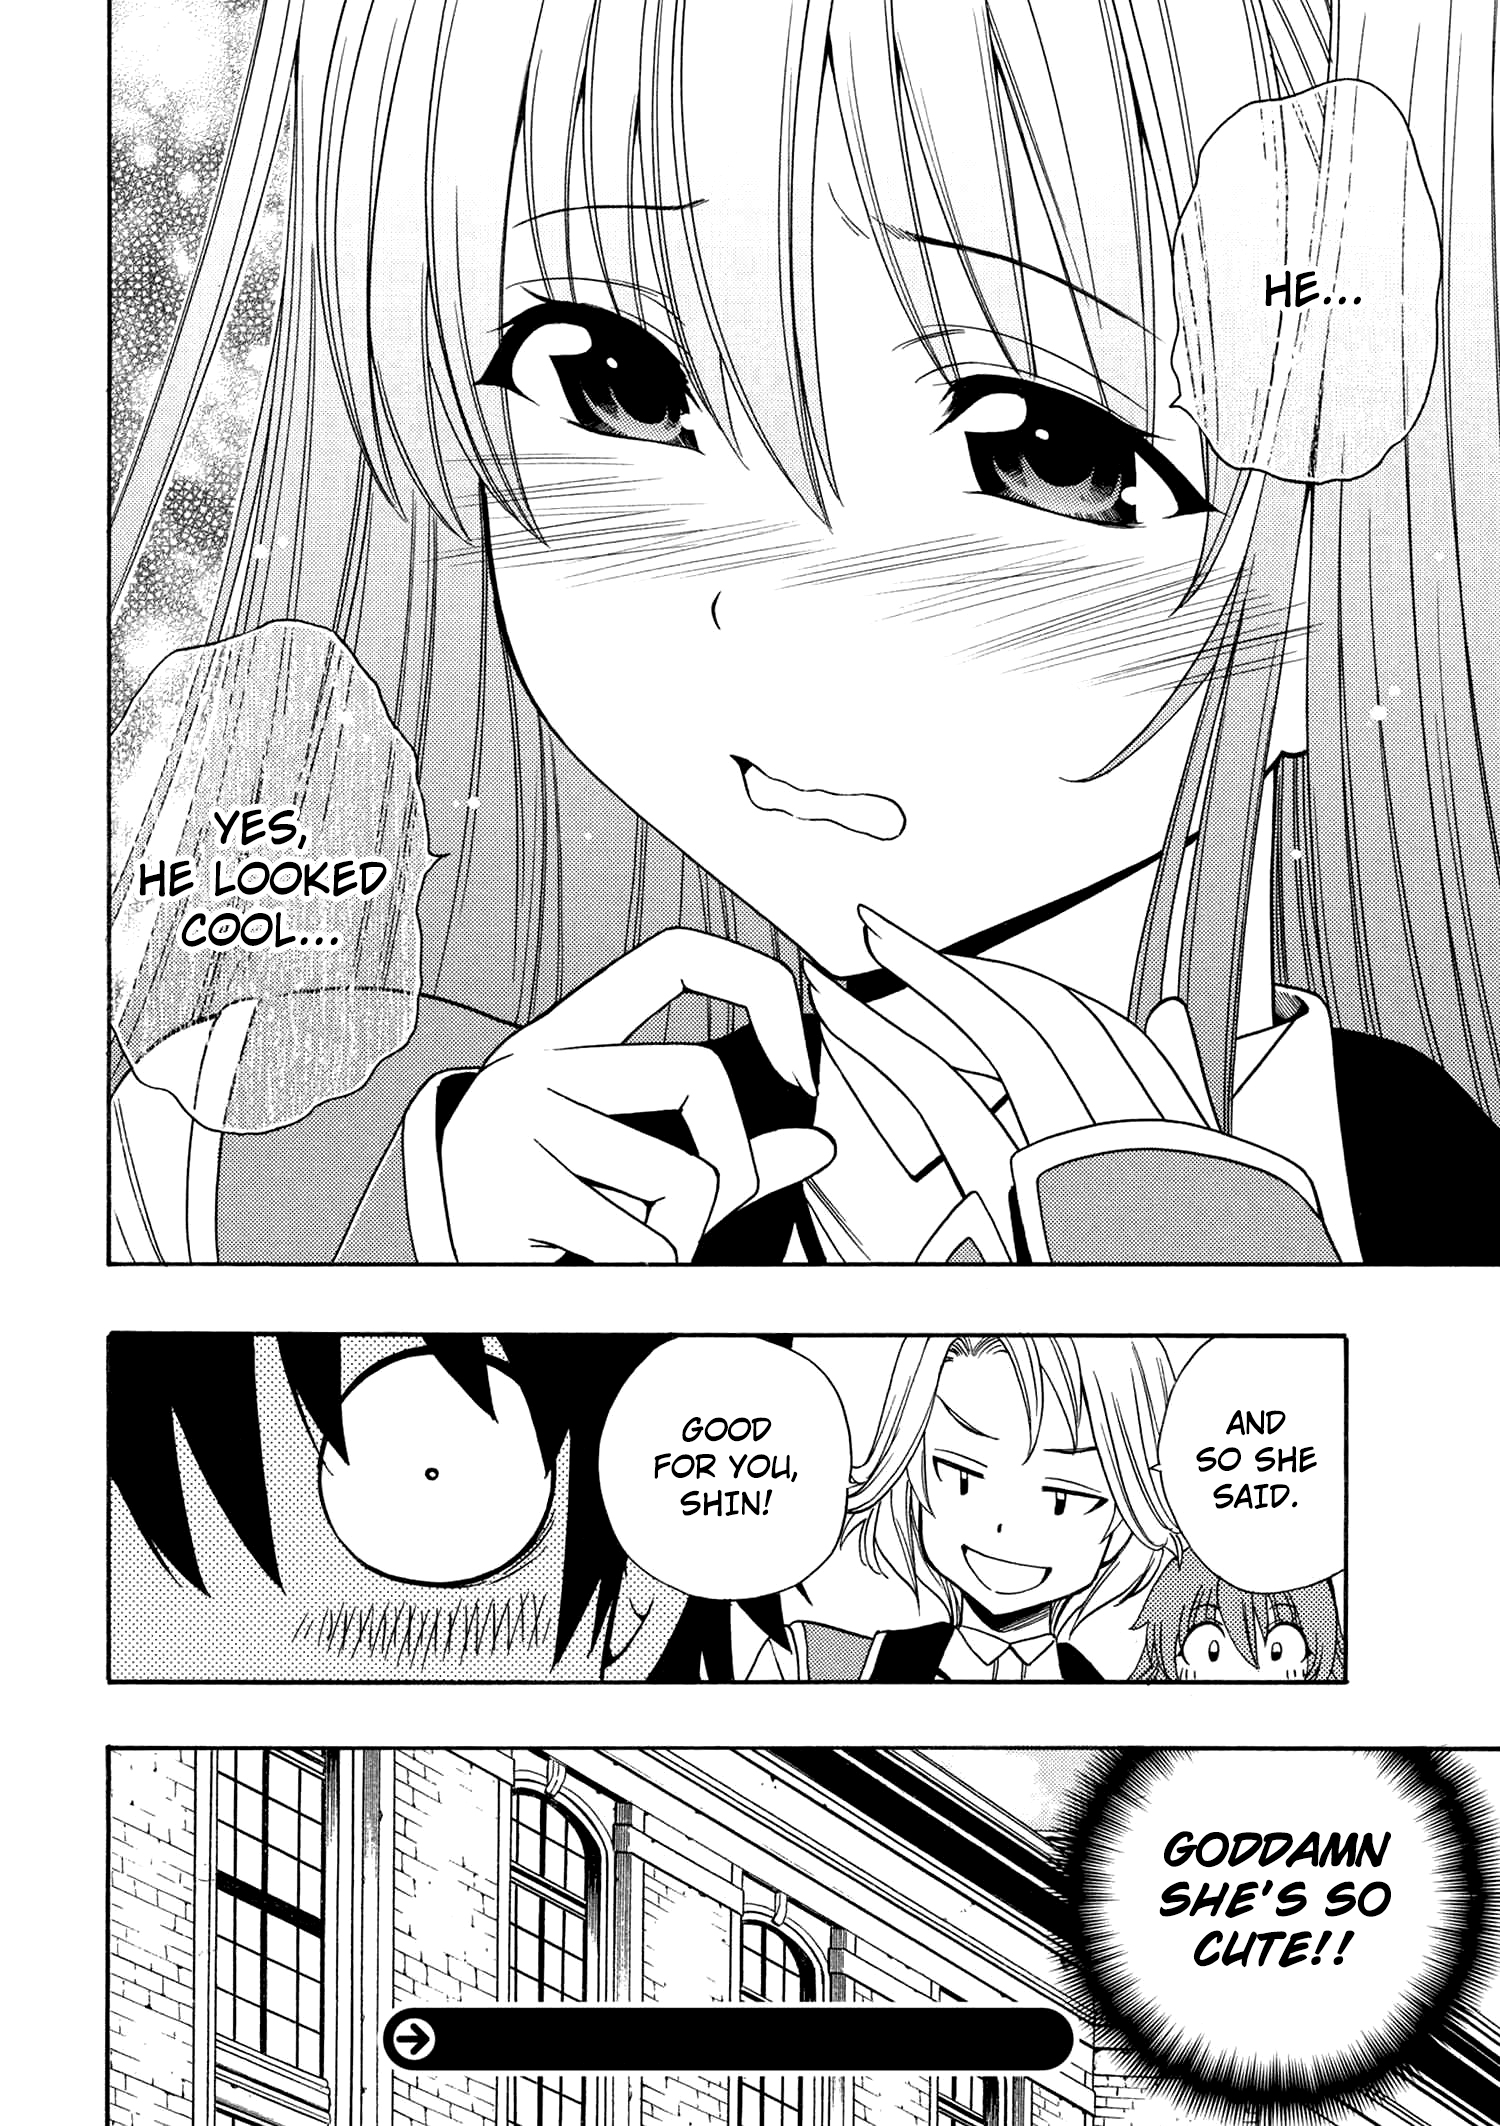 HE...
YES,
HE LOOKED
COOL...
AND
SO SHE
SAID.
GOOD
FOR YOU,
SHIN!
GODDAMN
SHE'S SO
CUTE!!